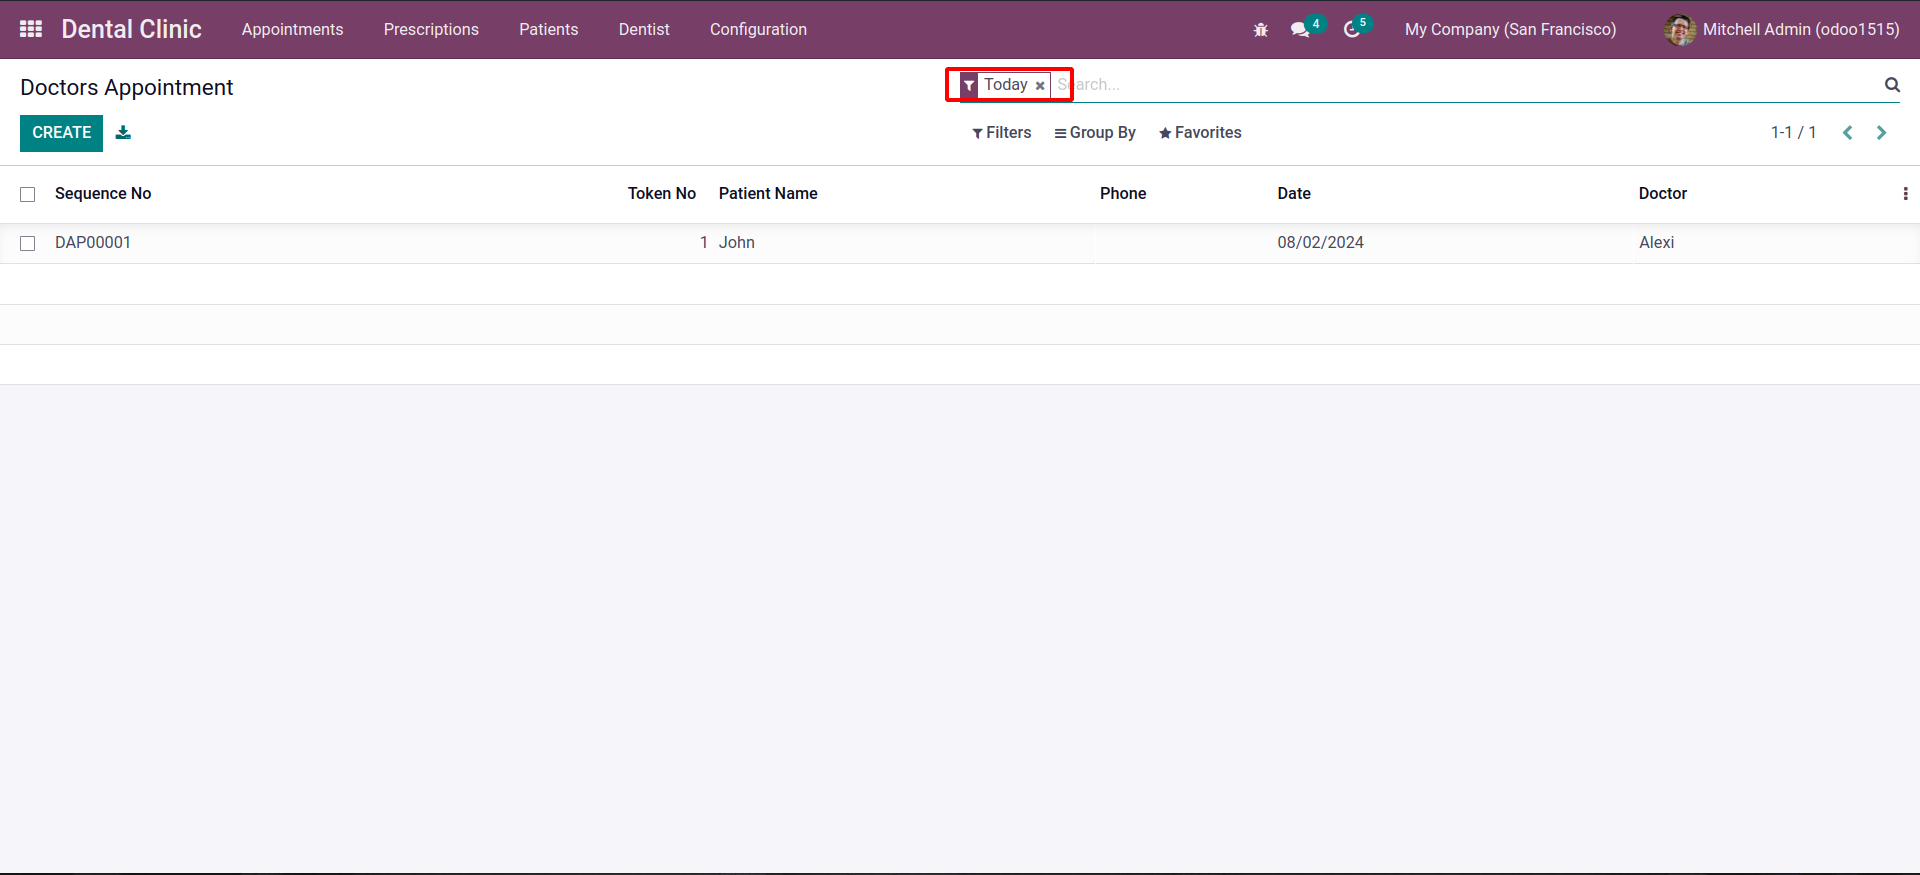 Dental Clinic Appointments Prescriptions Patients Dentist Configuration 4 5 My Company (San Francisco) Mitchell Admin (odoo1515)
Doctors Appointment Today Search...
CREATE Filters Group By Favorites 1-1 / 1
Sequence No Token No Patient Name Phone Date Doctor
DAP00001 1 John 08/02/2024 Alexi